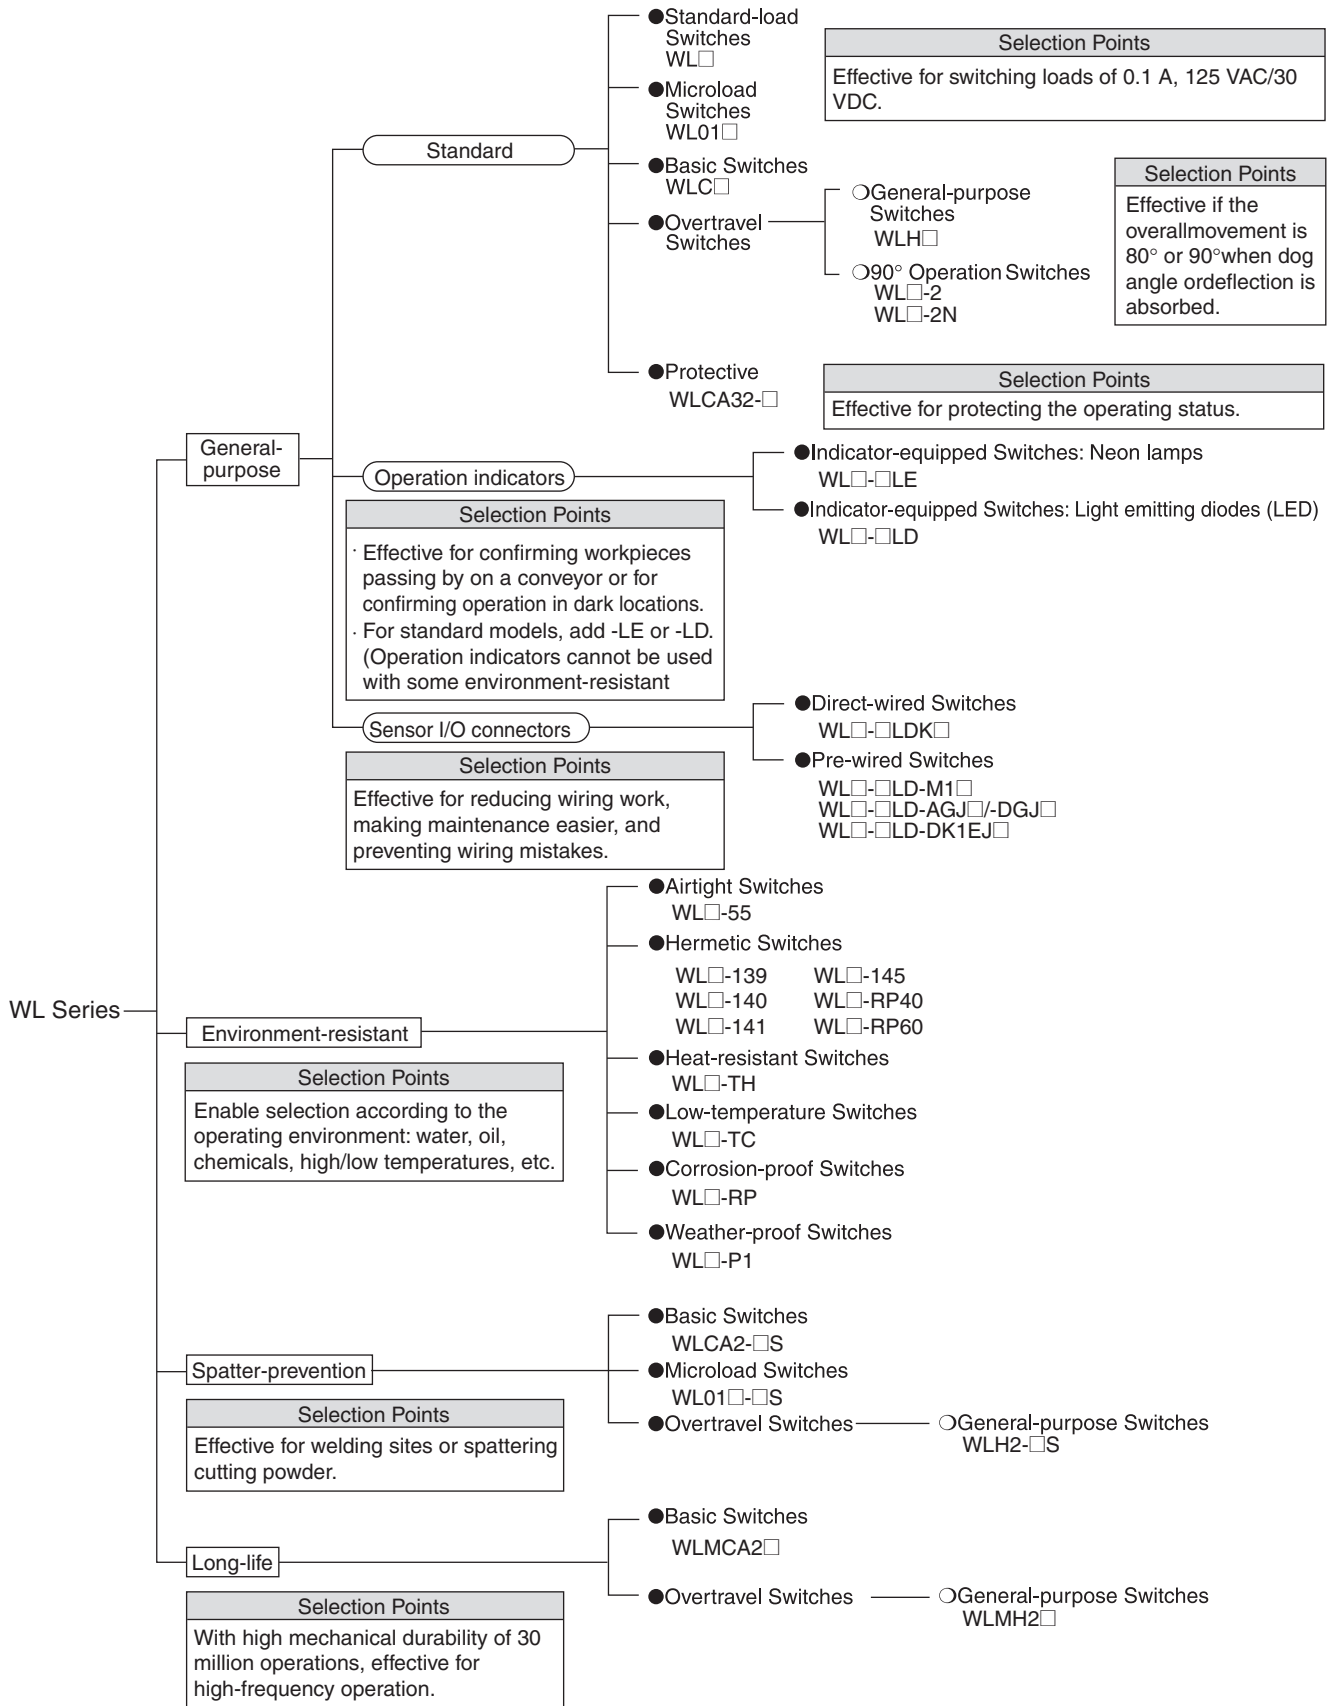 WL Series
General-
purpose
Standard
●Standard-load
Switches
WL□
●Microload
Switches
WL01□
Selection Points
Effective for switching loads of 0.1 A, 125 VAC/30
VDC.
●Basic Switches
WLC□
●Overtravel
Switches
❍General-purpose
Switches
WLH□
❍90° Operation Switches
WL□-2
WL□-2N
Selection Points
Effective if the
overallmovement is
80° or 90°when dog
angle ordeflection is
absorbed.
●Protective
WLCA32-□
Selection Points
Effective for protecting the operating status.
Operation indicators
Selection Points
· Effective for confirming workpieces
passing by on a conveyor or for
confirming operation in dark locations.
· For standard models, add -LE or -LD.
(Operation indicators cannot be used
with some environment-resistant
●Indicator-equipped Switches: Neon lamps
WL□-□LE
●Indicator-equipped Switches: Light emitting diodes (LED)
WL□-□LD
Sensor I/O connectors
Selection Points
Effective for reducing wiring work,
making maintenance easier, and
preventing wiring mistakes.
●Direct-wired Switches
WL□-□LDK□
●Pre-wired Switches
WL□-□LD-M1□
WL□-□LD-AGJ□/-DGJ□
WL□-□LD-DK1EJ□
Environment-resistant
Selection Points
Enable selection according to the
operating environment: water, oil,
chemicals, high/low temperatures, etc.
●Airtight Switches
WL□-55
●Hermetic Switches
WL□-139 WL□-145
WL□-140 WL□-RP40
WL□-141 WL□-RP60
●Heat-resistant Switches
WL□-TH
●Low-temperature Switches
WL□-TC
●Corrosion-proof Switches
WL□-RP
●Weather-proof Switches
WL□-P1
Spatter-prevention
Selection Points
Effective for welding sites or spattering
cutting powder.
●Basic Switches
WLCA2-□S
●Microload Switches
WL01□-□S
●Overtravel Switches
❍General-purpose Switches
WLH2-□S
Long-life
Selection Points
With high mechanical durability of 30
million operations, effective for
high-frequency operation.
●Basic Switches
WLMCA2□
●Overtravel Switches
❍General-purpose Switches
WLMH2□